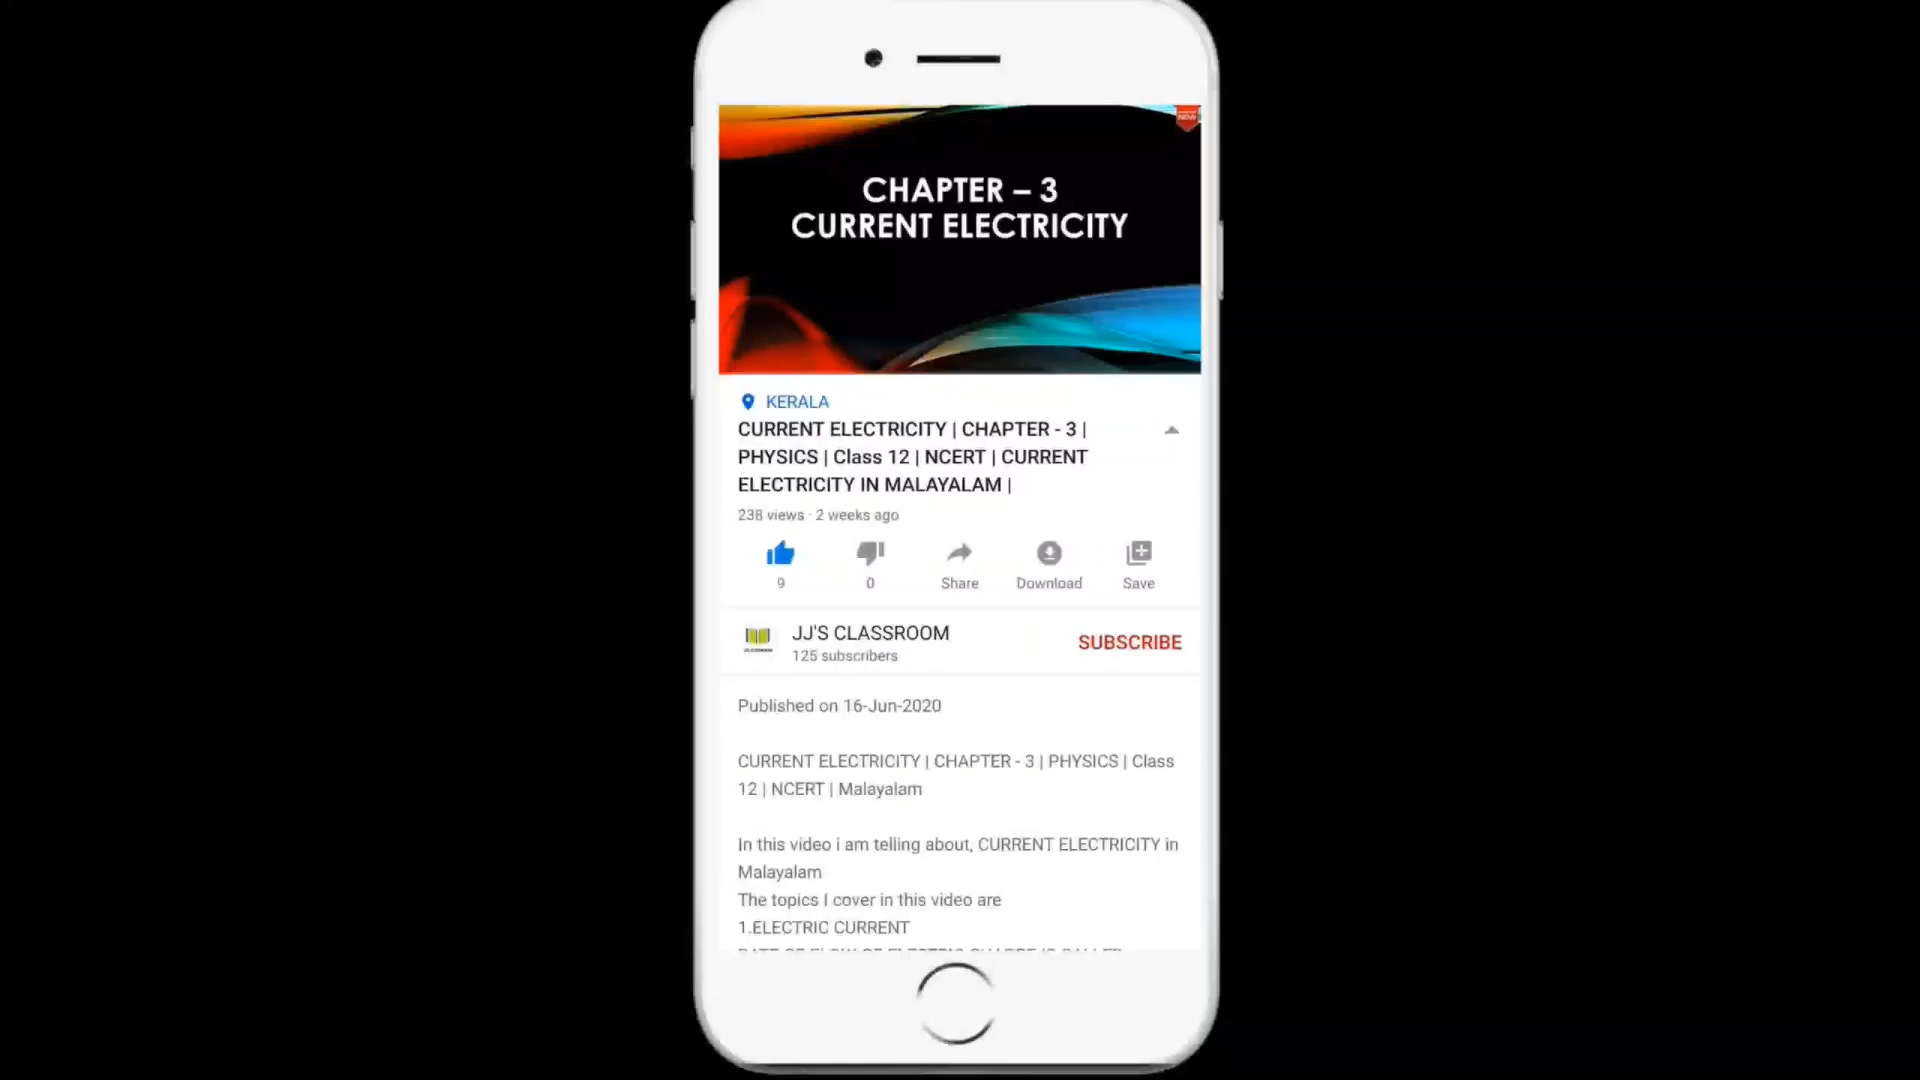 NOW
CHAPTER – 3
CURRENT ELECTRICITY
KERALA
CURRENT ELECTRICITY | CHAPTER - 3 |
PHYSICS | Class 12 | NCERT | CURRENT
ELECTRICITY IN MALAYALAM |
238 views · 2 weeks ago
9
0
Share
Download
Save
JJ'S CLASSROOM
125 subscribers
SUBSCRIBE
Published on 16-Jun-2020
CURRENT ELECTRICITY | CHAPTER - 3 | PHYSICS | Class
12 | NCERT | Malayalam
In this video i am telling about, CURRENT ELECTRICITY in
Malayalam
The topics I cover in this video are
1.ELECTRIC CURRENT